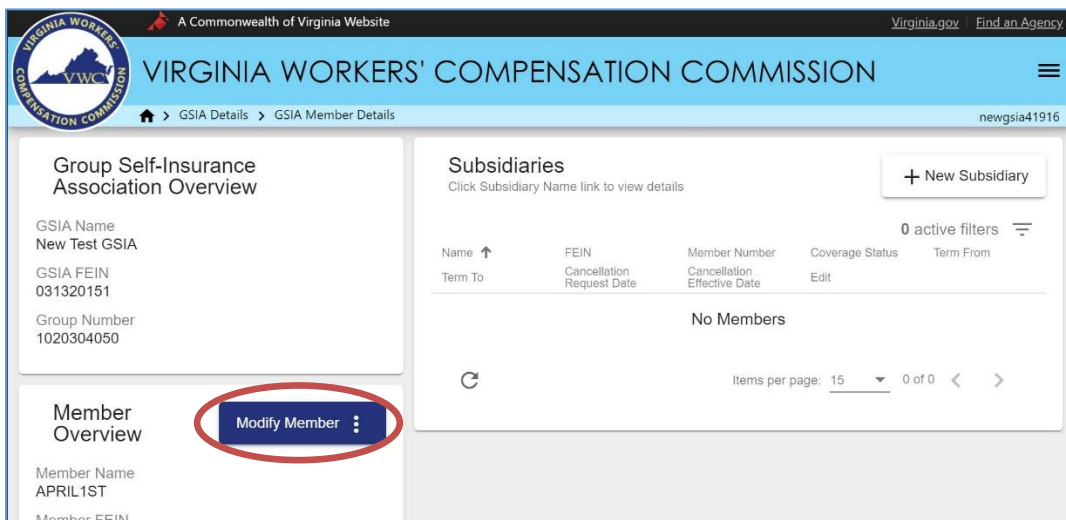 A Commonwealth of Virginia Website
Virginia.gov
Find an Agency
VIRGINIA WORKERS'
VWC
COMPENSATION COMMISSION
VIRGINIA WORKERS' COMPENSATION COMMISSION
> GSIA Details > GSIA Member Details
newgsia41916
Group Self-Insurance
Association Overview
GSIA Name
New Test GSIA
GSIA FEIN
031320151
Group Number
1020304050
Member
Overview
Modify Member
Member Name
APRIL1ST
Member FEIN
Subsidiaries
Click Subsidiary Name link to view details
+ New Subsidiary
0 active filters
Name ↑ FEIN Member Number Coverage Status Term From
Term To Cancellation Request Date Cancellation Effective Date Edit
No Members
Items per page: 15 0 of 0 < >